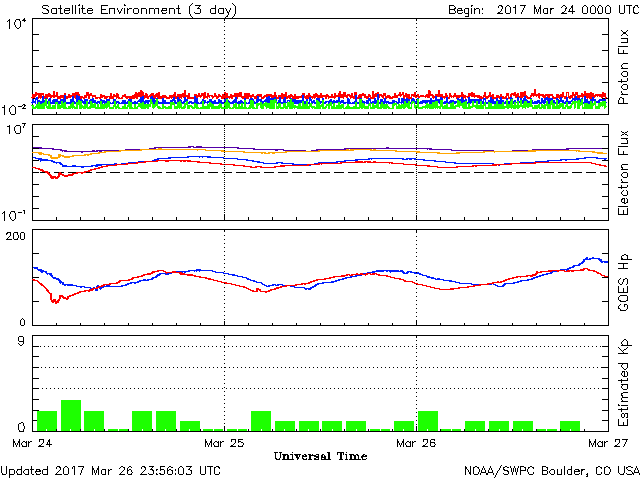 Satellite Environment (3 day) Begin: 2017 Mar 24 0000 UTC
10⁴
10⁻²
Proton Flux
10⁷
10⁻¹
Electron Flux
200
0
GOES Hp
9
0
Estimated Kp
Mar 24 Mar 25 Mar 26 Mar 27
Universal Time
Updated 2017 Mar 26 23:56:03 UTC NOAA/SWPC Boulder, CO USA